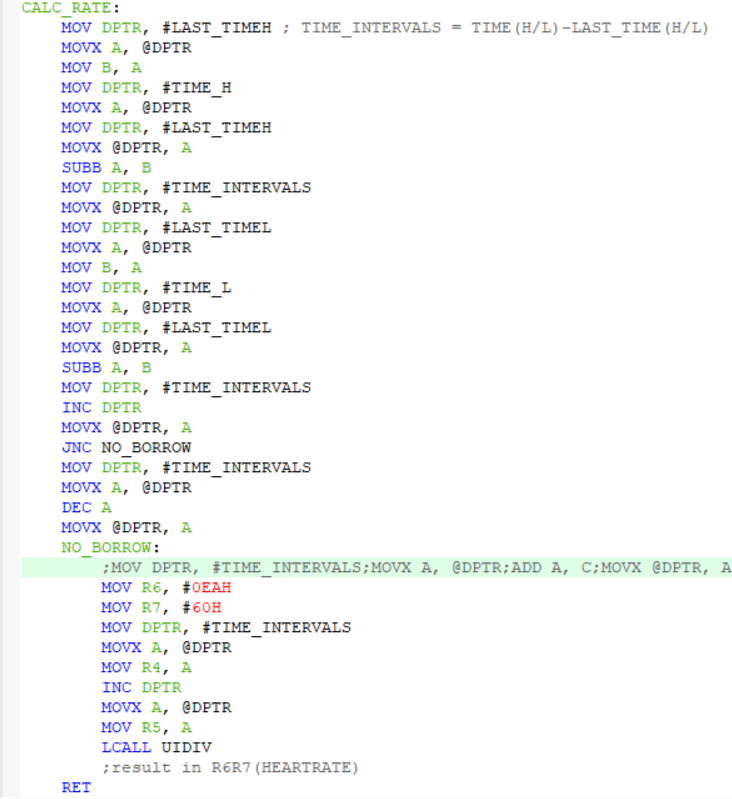 CALC_RATE:
MOV DPTR, #LAST_TIMEH ; TIME_INTERVALS = TIME(H/L)-LAST_TIME(H/L)
MOVX A, @DPTR
MOV B, A
MOV DPTR, #TIME_H
MOVX A, @DPTR
MOV DPTR, #LAST_TIMEH
MOVX @DPTR, A
SUBB A, B
MOV DPTR, #TIME_INTERVALS
MOVX @DPTR, A
MOV DPTR, #LAST_TIMEL
MOVX A, @DPTR
MOV B, A
MOV DPTR, #TIME_L
MOVX A, @DPTR
MOV DPTR, #LAST_TIMEL
MOVX @DPTR, A
SUBB A, B
MOV DPTR, #TIME_INTERVALS
INC DPTR
MOVX @DPTR, A
JNC NO_BORROW
MOV DPTR, #TIME_INTERVALS
MOVX A, @DPTR
DEC A
MOVX @DPTR, A
NO_BORROW:
;MOV DPTR, #TIME_INTERVALS;MOVX A, @DPTR;ADD A, C;MOVX @DPTR, A
MOV R6, #0EAH
MOV R7, #60H
MOV DPTR, #TIME_INTERVALS
MOVX A, @DPTR
MOV R4, A
INC DPTR
MOVX A, @DPTR
MOV R5, A
LCALL UIDIV
;result in R6R7(HEARTRATE)
RET